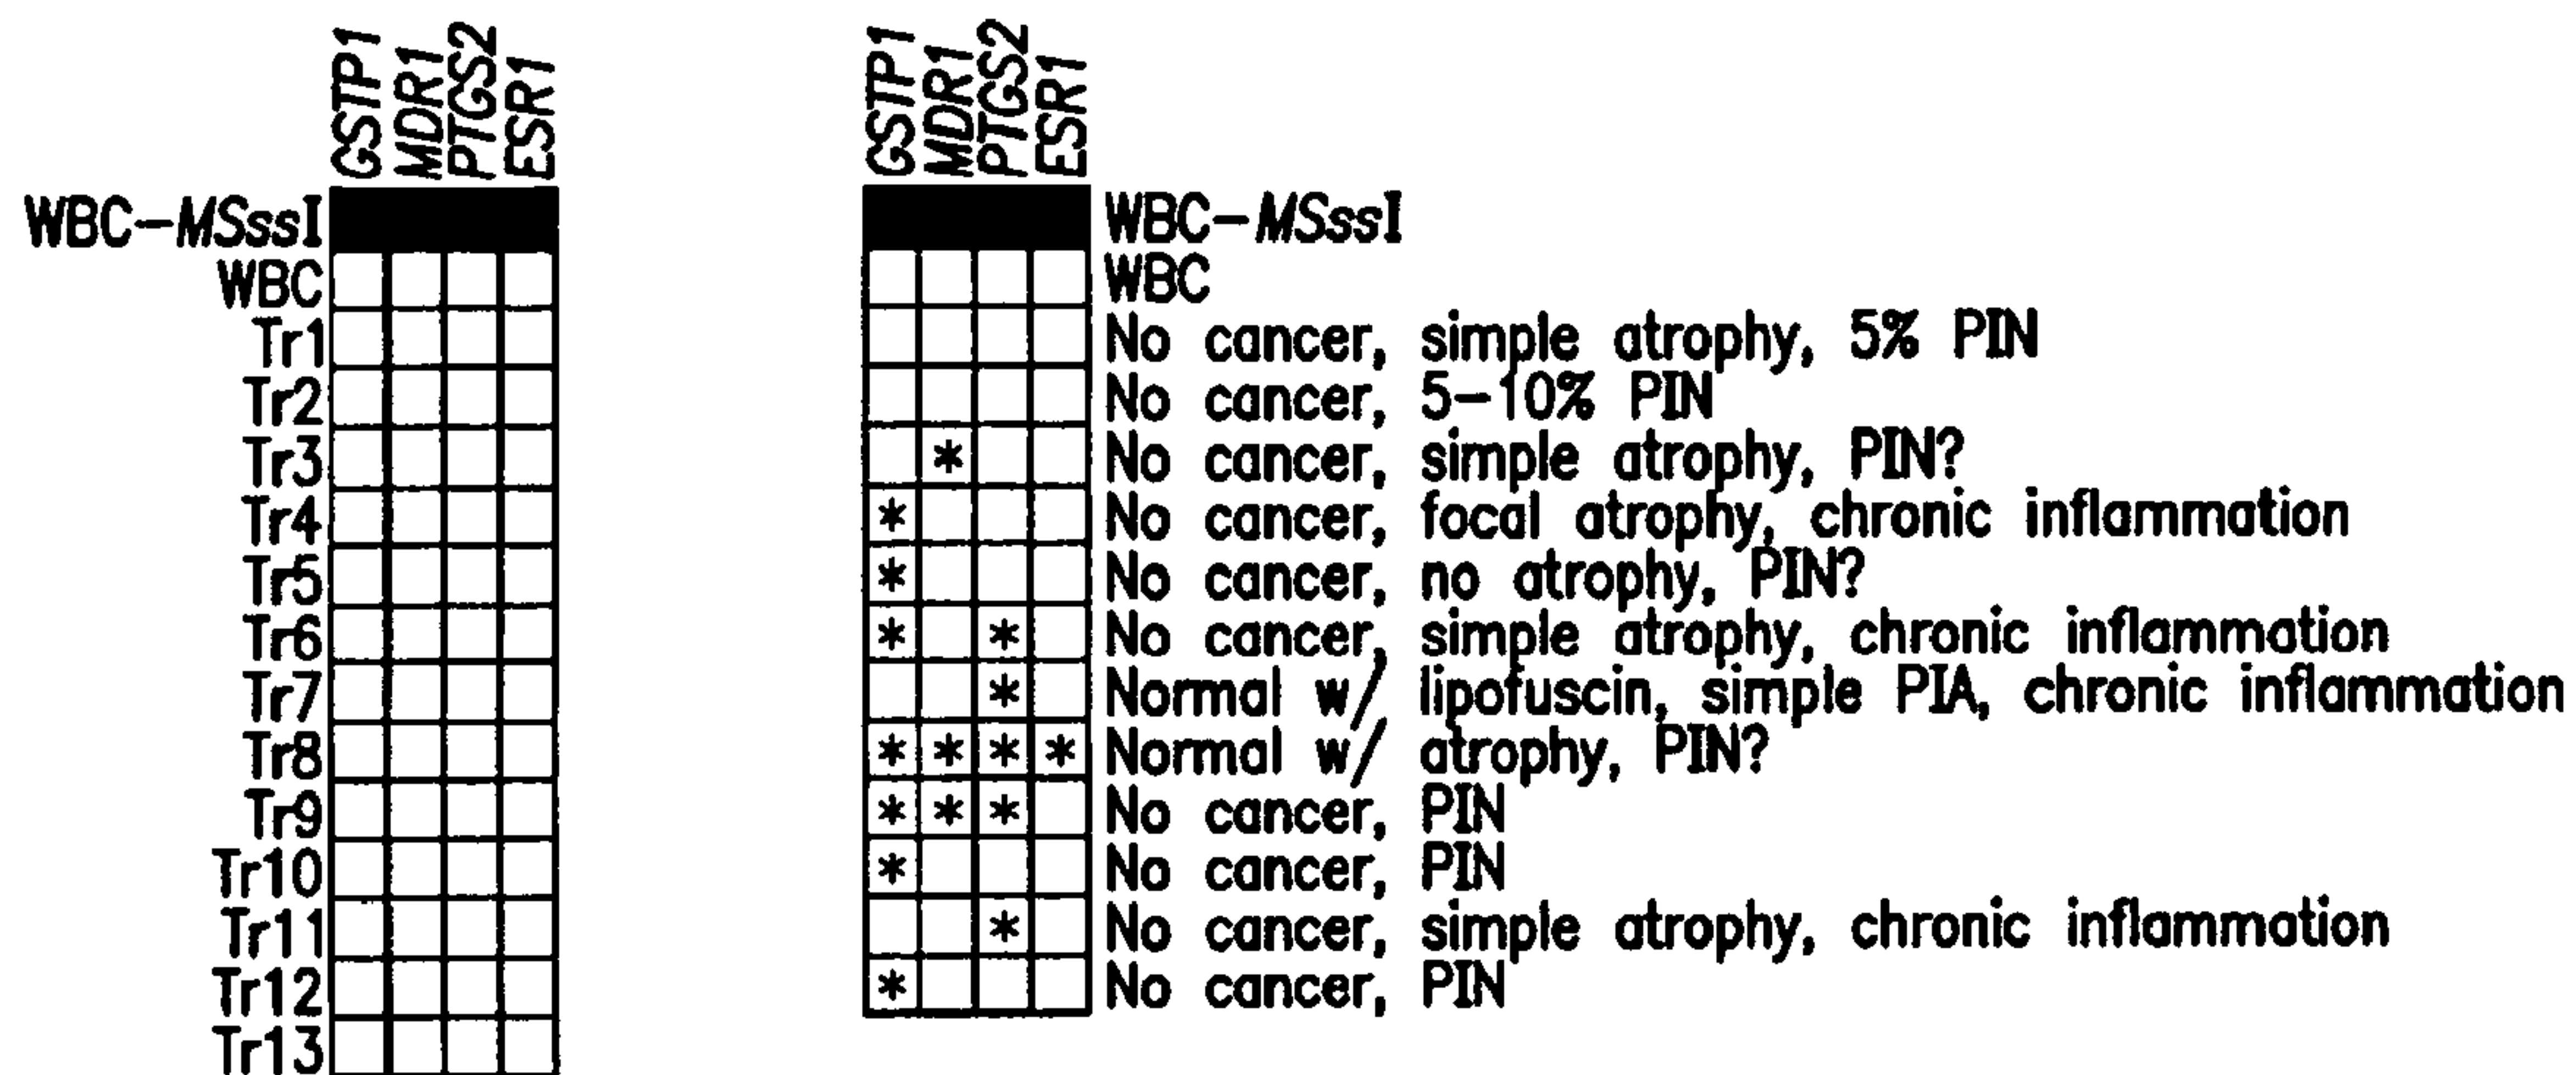 GSTP1 MDR1 PTGS2 ESR1 GSTP1 MDR1 PTGS2 ESR1
WBC-MSssI WBC-MSssI
WBC WBC
Tr1 No cancer, simple atrophy, 5% PIN
Tr2 No cancer, 5-10% PIN
Tr3 * No cancer, simple atrophy, PIN?
Tr4 * No cancer, focal atrophy, chronic inflammation
Tr5 * No cancer, no atrophy, PIN?
Tr6 * * No cancer, simple atrophy, chronic inflammation
Tr7 * Normal w/ lipofuscin, simple PIA, chronic inflammation
Tr8 * * * * Normal w/ atrophy, PIN?
Tr9 * * * No cancer, PIN
Tr10 * No cancer, PIN
Tr11 * No cancer, simple atrophy, chronic inflammation
Tr12 * No cancer, PIN
Tr13